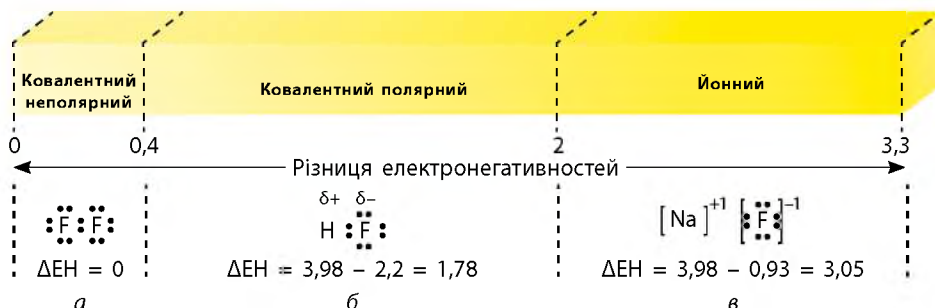 Ковалентний неполярний
Ковалентний полярний
Йонний
0 0,4 2 3,3
Різниця електронегативностей
δ+ δ−
F F
H F
[Na]+1 [F]−1
ΔЕН = 0
ΔЕН = 3,98 − 2,2 = 1,78
ΔЕН = 3,98 − 0,93 = 3,05
а б в